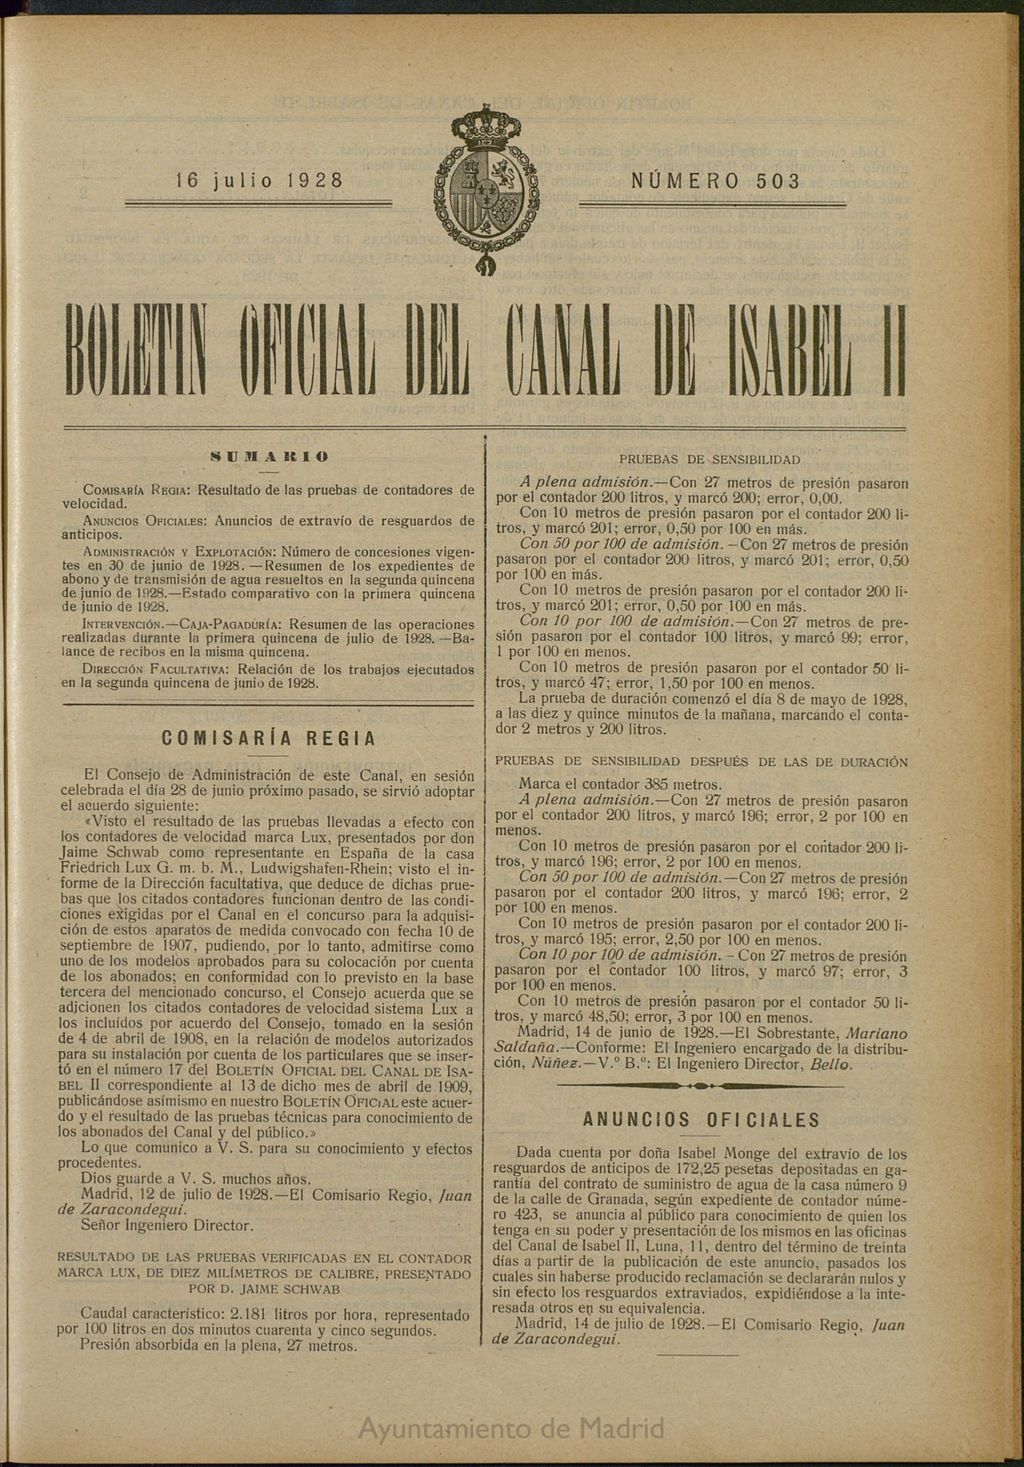 16 julio 1928
NÚMERO 503
BOLETIN OFICIAL DEL CANAL DE ISABEL II
SUMARIO
COMISARÍA REGIA: Resultado de las pruebas de contadores de
velocidad.
ANUNCIOS OFICIALES: Anuncios de extravío de resguardos de
anticipos.
ADMINISTRACIÓN Y EXPLOTACIÓN: Número de concesiones vigen-
tes en 30 de junio de 1928.—Resumen de los expedientes de
abono y de transmisión de agua resueltos en la segunda quincena
de junio de 1928.—Estado comparativo con la primera quincena
de junio de 1928.
INTERVENCIÓN.—CAJA-PAGADURÍA: Resumen de las operaciones
realizadas durante la primera quincena de julio de 1928.—Ba-
lance de recibos en la misma quincena.
DIRECCIÓN FACULTATIVA: Relación de los trabajos ejecutados
en la segunda quincena de junio de 1928.
COMISARÍA REGIA
El Consejo de Administración de este Canal, en sesión
celebrada el día 28 de junio próximo pasado, se sirvió adoptar
el acuerdo siguiente:
«Visto el resultado de las pruebas llevadas a efecto con
los contadores de velocidad marca Lux, presentados por don
Jaime Schwab como representante en España de la casa
Friedrich Lux G. m. b. M., Ludwigshafen-Rhein; visto el in-
forme de la Dirección facultativa, que deduce de dichas prue-
bas que los citados contadores funcionan dentro de las condi-
ciones exigidas por el Canal en el concurso para la adquisi-
ción de estos aparatos de medida convocado con fecha 10 de
septiembre de 1907, pudiendo, por lo tanto, admitirse como
uno de los modelos aprobados para su colocación por cuenta
de los abonados; en conformidad con lo previsto en la base
tercera del mencionado concurso, el Consejo acuerda que se
adjcionen los citados contadores de velocidad sistema Lux a
los incluídos por acuerdo del Consejo, tomado en la sesión
de 4 de abril de 1908, en la relación de modelos autorizados
para su instalación por cuenta de los particulares que se inser-
tó en el número 17 del BOLETÍN OFICIAL DEL CANAL DE ISA-
BEL II correspondiente al 13 de dicho mes de abril de 1909,
publicándose asímismo en nuestro BOLETÍN OFICIAL este acuer-
do y el resultado de las pruebas técnicas para conocimiento de
los abonados del Canal y del público.»
Lo que comunico a V. S. para su conocimiento y efectos
procedentes.
Dios guarde a V. S. muchos años.
Madrid, 12 de julio de 1928.—El Comisario Regio, Juan
de Zaracondegui.
Señor Ingeniero Director.
RESULTADO DE LAS PRUEBAS VERIFICADAS EN EL CONTADOR
MARCA LUX, DE DIEZ MILÍMETROS DE CALIBRE, PRESENTADO
POR D. JAIME SCHWAB
Caudal característico: 2.181 litros por hora, representado
por 100 litros en dos minutos cuarenta y cinco segundos.
Presión absorbida en la plena, 27 metros.
PRUEBAS DE SENSIBILIDAD
A plena admisión.—Con 27 metros de presión pasaron
por el contador 200 litros, y marcó 200; error, 0,00.
Con 10 metros de presión pasaron por el contador 200 li-
tros, y marcó 201; error, 0,50 por 100 en más.
Con 50 por 100 de admisión.—Con 27 metros de presión
pasaron por el contador 200 litros, y marcó 201; error, 0,50
por 100 en más.
Con 10 metros de presión pasaron por el contador 200 li-
tros, y marcó 201; error, 0,50 por 100 en más.
Con 10 por 100 de admisión.—Con 27 metros de pre-
sión pasaron por el contador 100 litros, y marcó 99; error,
1 por 100 en menos.
Con 10 metros de presión pasaron por el contador 50 li-
tros, y marcó 47; error, 1,50 por 100 en menos.
La prueba de duración comenzó el día 8 de mayo de 1928,
a las diez y quince minutos de la mañana, marcando el conta-
dor 2 metros y 200 litros.
PRUEBAS DE SENSIBILIDAD DESPUÉS DE LAS DE DURACIÓN
Marca el contador 385 metros.
A plena admisión.—Con 27 metros de presión pasaron
por el contador 200 litros, y marcó 196; error, 2 por 100 en
menos.
Con 10 metros de presión pasaron por el contador 200 li-
tros, y marcó 196; error, 2 por 100 en menos.
Con 50 por 100 de admisión.—Con 27 metros de presión
pasaron por el contador 200 litros, y marcó 196; error, 2
por 100 en menos.
Con 10 metros de presión pasaron por el contador 200 li-
tros, y marcó 195; error, 2,50 por 100 en menos.
Con 10 por 100 de admisión.-Con 27 metros de presión
pasaron por el contador 100 litros, y marcó 97; error, 3
por 100 en menos.
Con 10 metros de presión pasaron por el contador 50 li-
tros, y marcó 48,50; error, 3 por 100 en menos.
Madrid, 14 de junio de 1928.—El Sobrestante, Mariano
Saldaña.—Conforme: El Ingeniero encargado de la distribu-
ción, Núñez.—V.º B.º: El Ingeniero Director, Bello.
ANUNCIOS OFICIALES
Dada cuenta por doña Isabel Monge del extravío de los
resguardos de anticipos de 172,25 pesetas depositadas en ga-
rantía del contrato de suministro de agua de la casa número 9
de la calle de Granada, según expediente de contador núme-
ro 423, se anuncia al público para conocimiento de quien los
tenga en su poder y presentación de los mismos en las oficinas
del Canal de Isabel II, Luna, 11, dentro del término de treinta
días a partir de la publicación de este anuncio, pasados los
cuales sin haberse producido reclamación se declararán nulos y
sin efecto los resguardos extraviados, expidiéndose a la inte-
resada otros en su equivalencia.
Madrid, 14 de julio de 1928.—El Comisario Regio, Juan
de Zaracondegui.
Ayuntamiento de Madrid